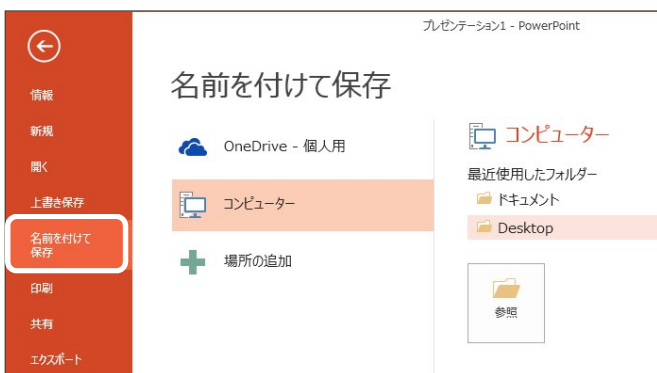 プレゼンテーション1 - PowerPoint
情報
新規
開く
上書き保存
名前を付けて
保存
印刷
共有
エクスポート
名前を付けて保存
OneDrive - 個人用
コンピューター
場所の追加
コンピューター
最近使用したフォルダー
ドキュメント
Desktop
参照